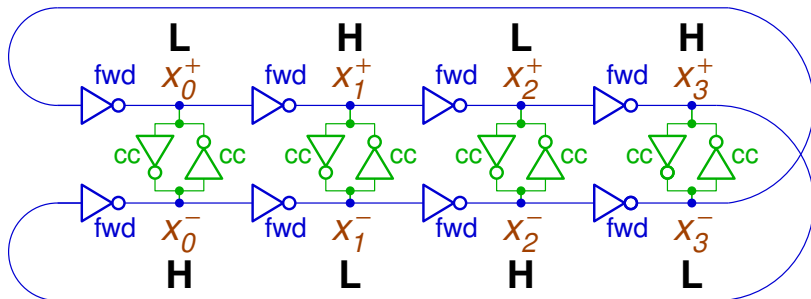 L H L H
fwd x₀⁺ fwd x₁⁺ fwd x₂⁺ fwd x₃⁺
cc cc cc cc cc cc cc cc
fwd x₀⁻ fwd x₁⁻ fwd x₂⁻ fwd x₃⁻
H L H L